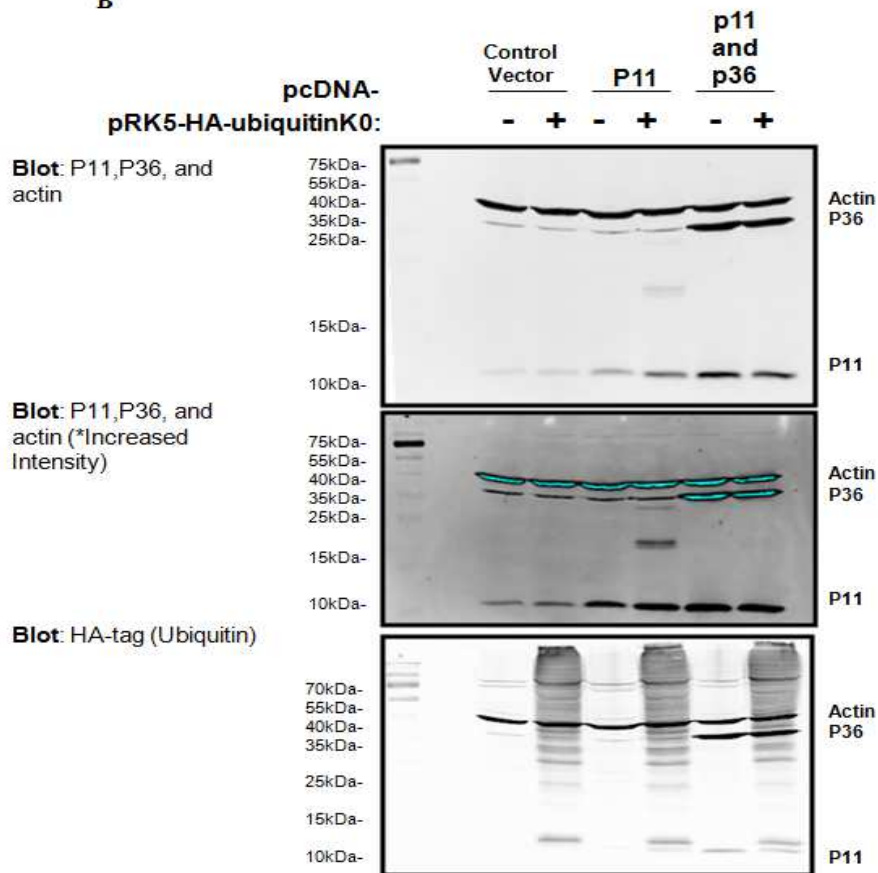 B
p11
and
p36
Control
Vector
P11
pcDNA-
pRK5-HA-ubiquitinK0: - + - + - +
Blot: P11,P36, and
actin
75kDa-
55kDa-
40kDa-
35kDa-
25kDa-
15kDa-
10kDa-
Actin
P36
P11
Blot: P11,P36, and
actin (*Increased
Intensity)
75kDa-
55kDa-
40kDa-
35kDa-
25kDa-
15kDa-
10kDa-
Actin
P36
P11
Blot: HA-tag (Ubiquitin)
70kDa-
55kDa-
40kDa-
35kDa-
25kDa-
15kDa-
10kDa-
Actin
P36
P11